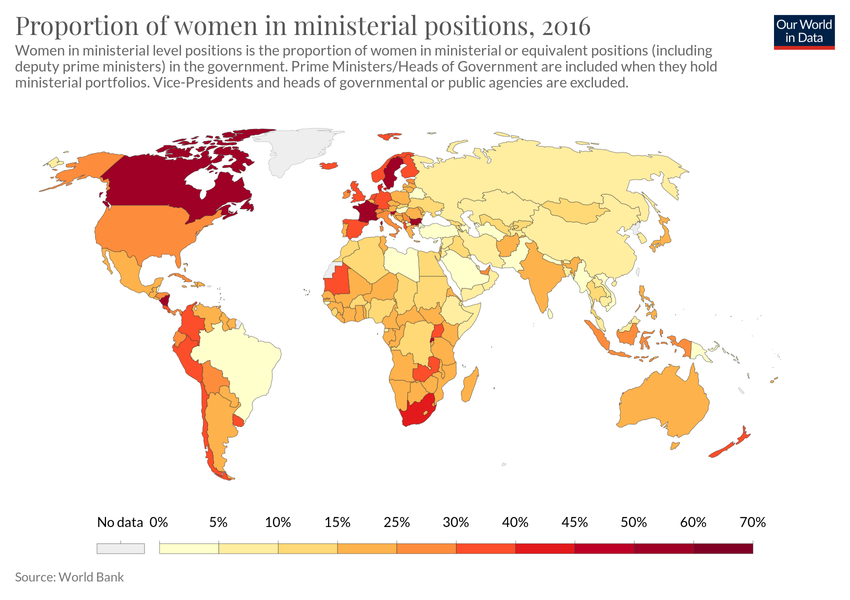 Proportion of women in ministerial positions, 2016
Our World
in Data
Women in ministerial level positions is the proportion of women in ministerial or equivalent positions (including
deputy prime ministers) in the government. Prime Ministers/Heads of Government are included when they hold
ministerial portfolios. Vice-Presidents and heads of governmental or public agencies are excluded.
No data 0% 5% 10% 15% 25% 30% 40% 45% 50% 60% 70%
Source: World Bank